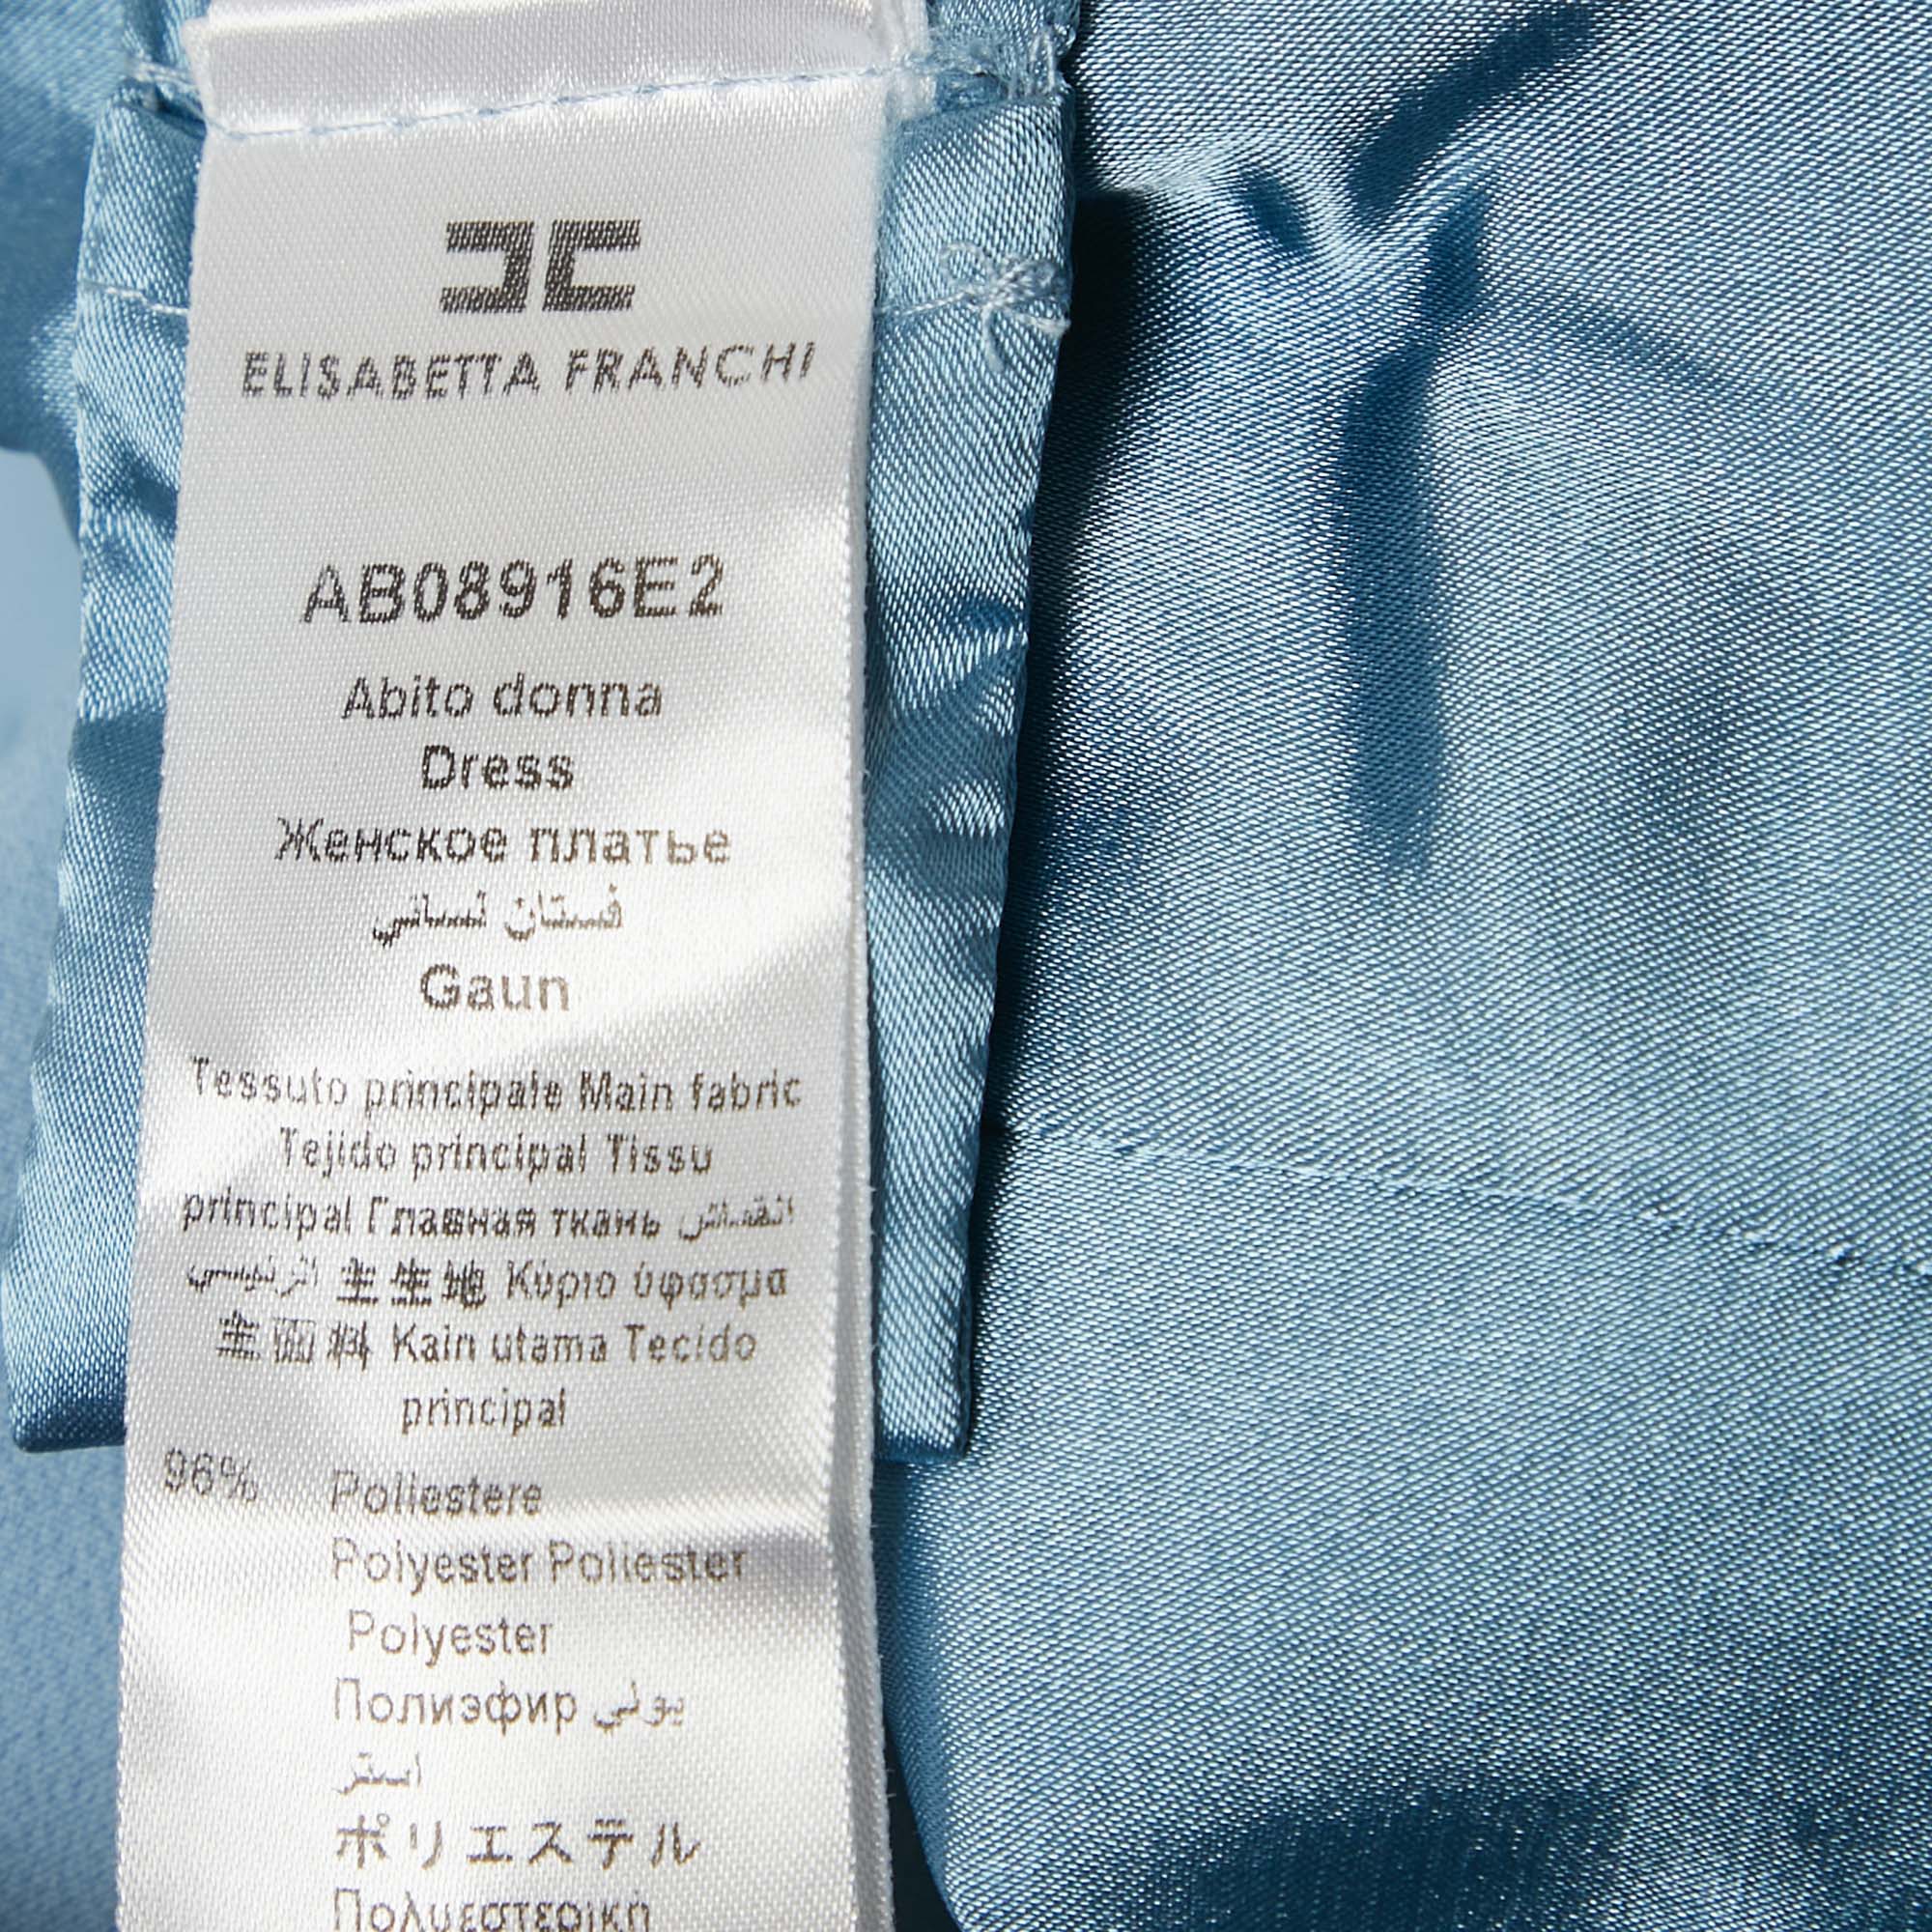 ELISABETTA FRANCHI
AB08916E2
Abito donna
Dress
Женское платье
فستان نسائي
Gaun
Tessuto principale Main fabric
Tejido principal Tissu
principal Главная ткань القماش
الرئيسي 主生地 Κύριο ύφασμα
主面料 Kain utama Tecido
principal
96% Poliestere
Polyester Poliester
Polyester
Полиэфир بولي
استر
ポリエステル
Πολυεστερική